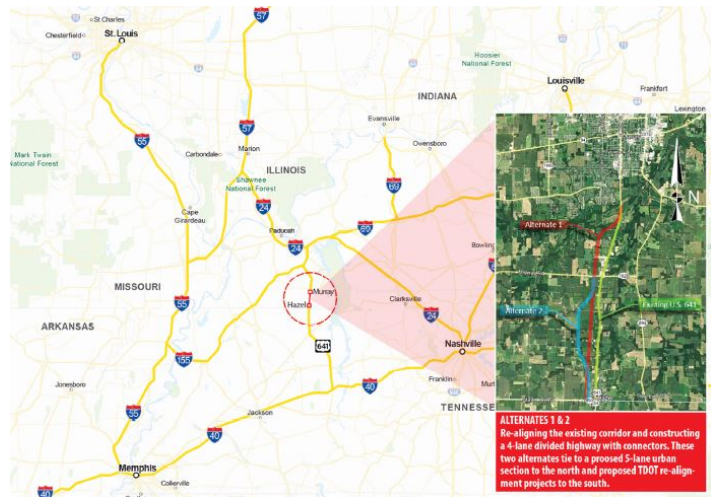 57
St. Charles
Chesterfield
St. Louis
Hoosier
National Forest
Louisville
INDIANA
Frankfort
Lexington
Evansville
55
57
Marion
Carbondale
Owensboro
Mark Twain
National Forest
ILLINOIS
Shawnee
National Forest
69
24
Cape
Girardeau
Paducah
24
69
Bowling
MISSOURI
Murray
Hazel
Clarksville
24
55
ARKANSAS
641
Nashville
155
Franklin
Mur
40
TENNESSE
Jonesboro
Jackson
55
40
Memphis
Collierville
40
N
Alternate 1
Existing U.S. 641
Alternate 2
ALTERNATES 1 & 2
Re-aligning the existing corridor and constructing
a 4-lane divided highway with connectors. These
two alternates tie to a proosed 5-lane urban
section to the north and proposed TDOT re-align-
ment projects to the south.